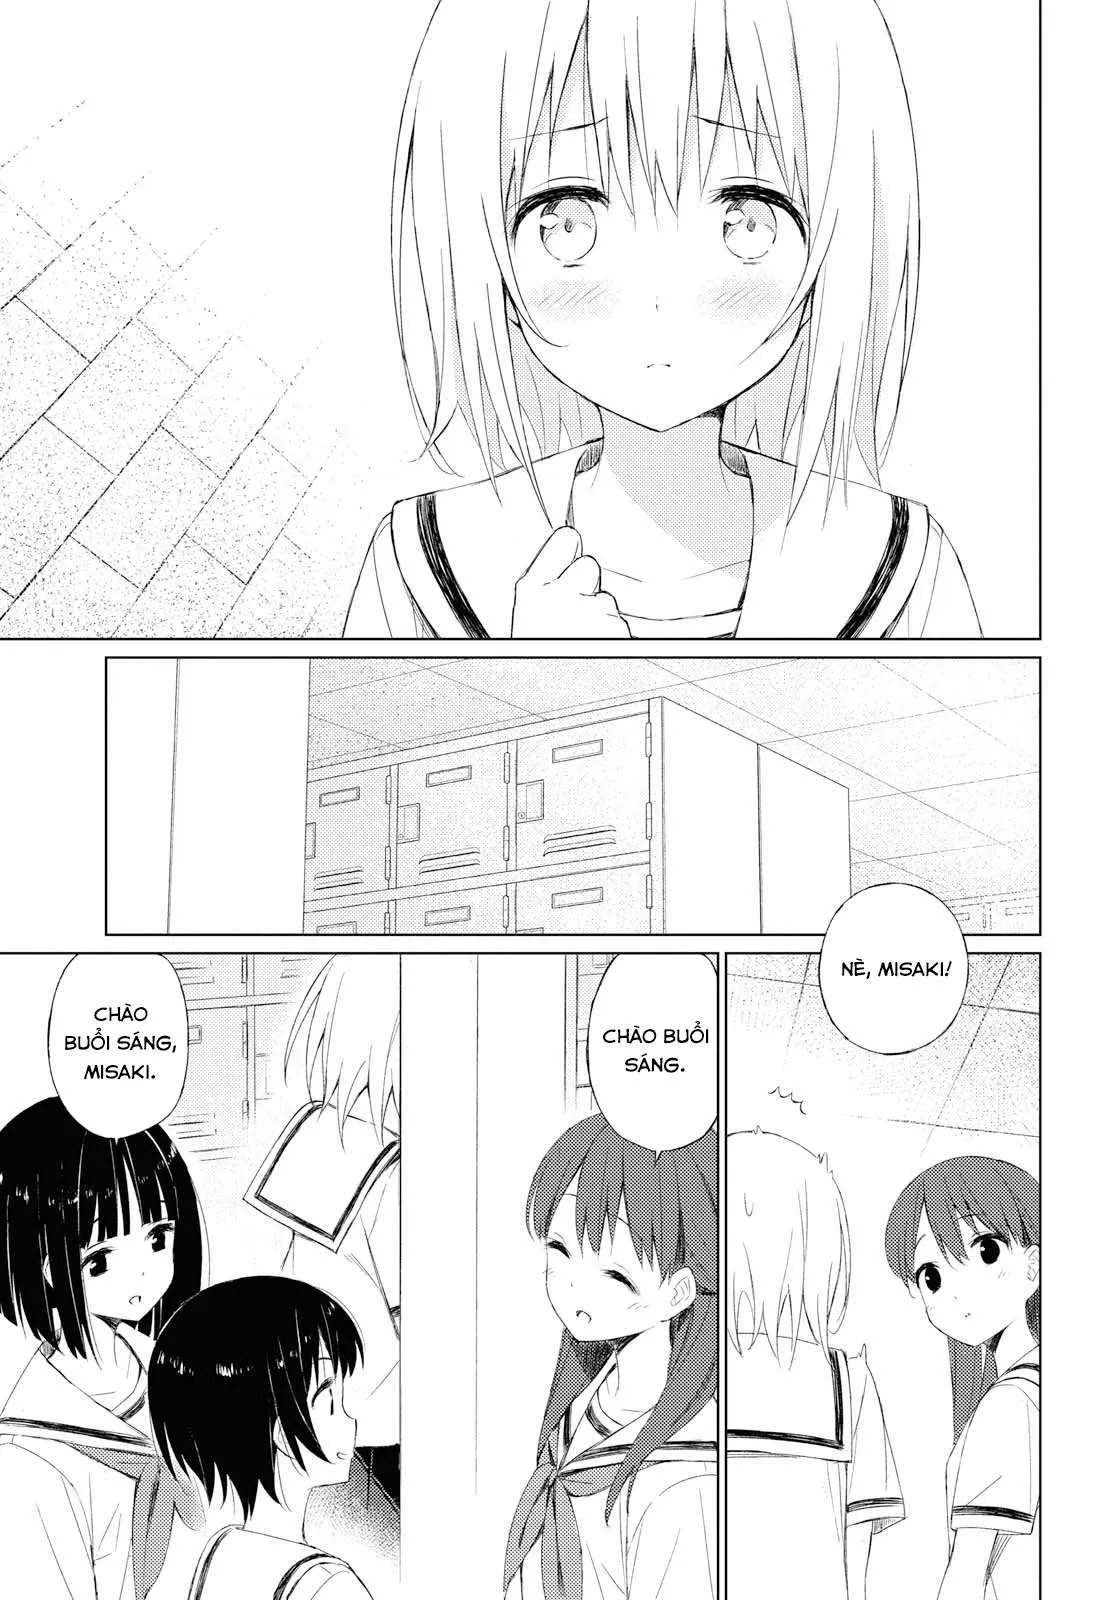 NÈ, MISAKI!
CHÀO BUỔI
SÁNG.
CHÀO
BUỔI SÁNG,
MISAKI.